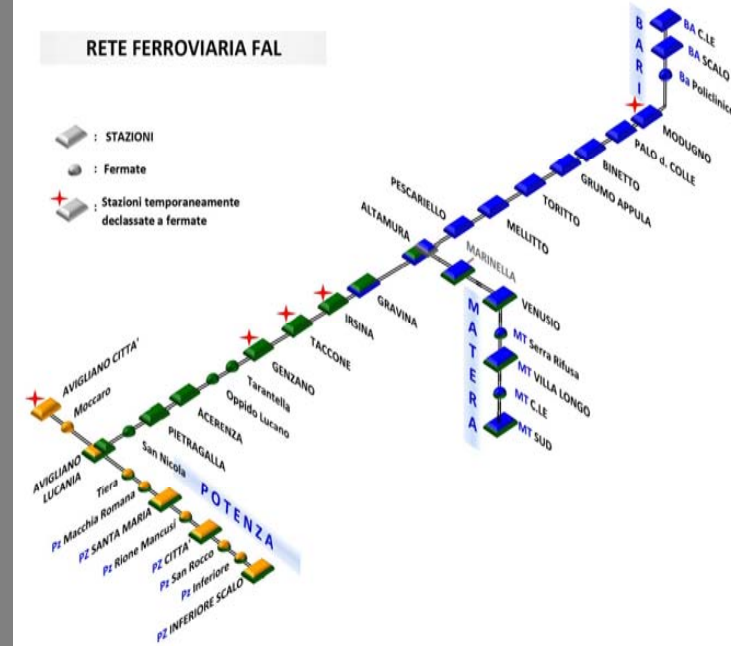 RETE FERROVIARIA FAL
: STAZIONI
: Fermate
: Stazioni temporaneamente
declassate a fermate
BARI
BA C.LE
BA SCALO
Ba Policlinico
MODUGNO
PALO d. COLLE
BINETTO
GRUMO APPULA
TORITTO
MELLITTO
PESCARIELLO
ALTAMURA
MARINELLA
VENUSIO
MATERA
MT Serra Rifusa
MT VILLA LONGO
MT C.LE
MT SUD
GRAVINA
IRSINA
TACCONE
GENZANO
Tarantella
Oppido Lucano
ACERENZA
PIETRAGALLA
San Nicola
AVIGLIANO CITTA'
Moccaro
AVIGLIANO
LUCANIA
POTENZA
Tiera
Pz Macchia Romana
PZ SANTA MARIA
Pz Rione Mancusi
PZ CITTA'
Pz San Rocco
Pz Inferiore
PZ INFERIORE SCALO